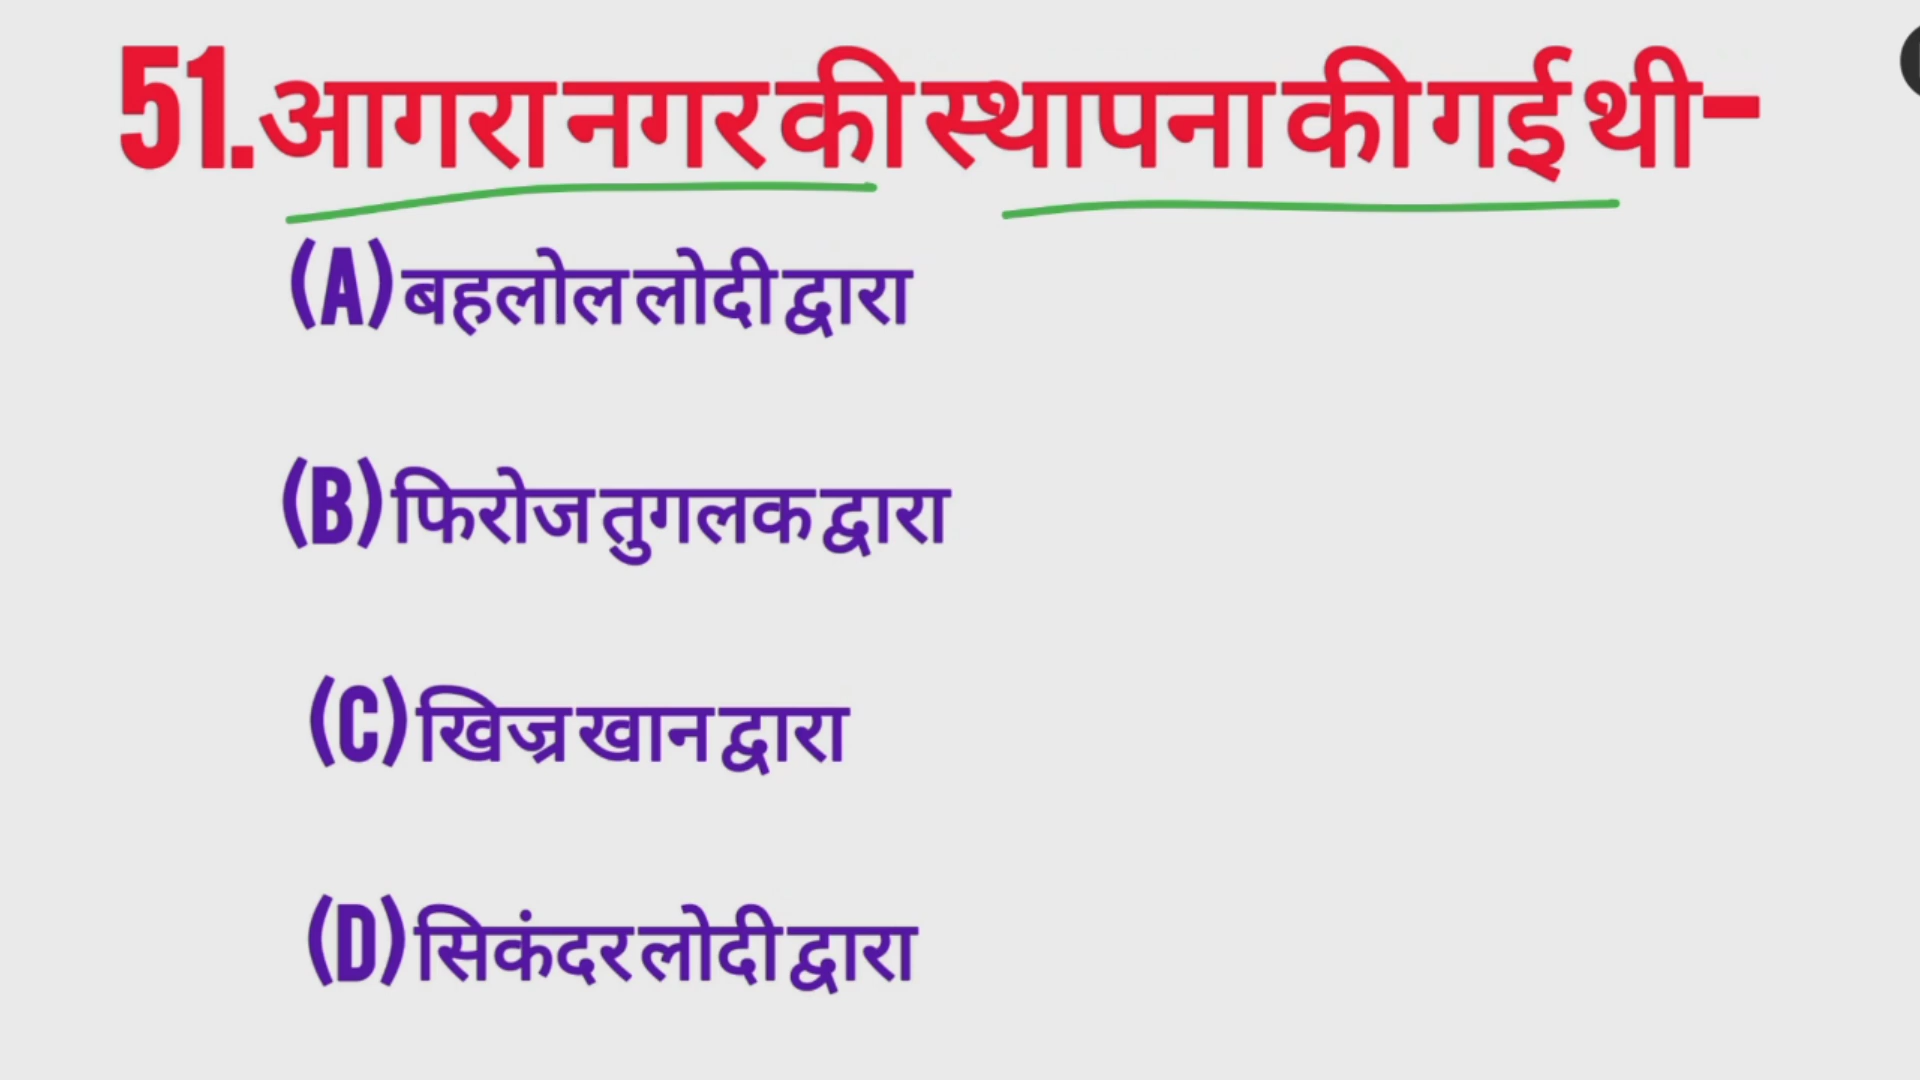 51.आगरा नगर की स्थापना की गई थी-
(A) बहलोल लोदी द्वारा
(B) फिरोज तुगलक द्वारा
(C) खिज्र खान द्वारा
(D) सिकंदर लोदी द्वारा